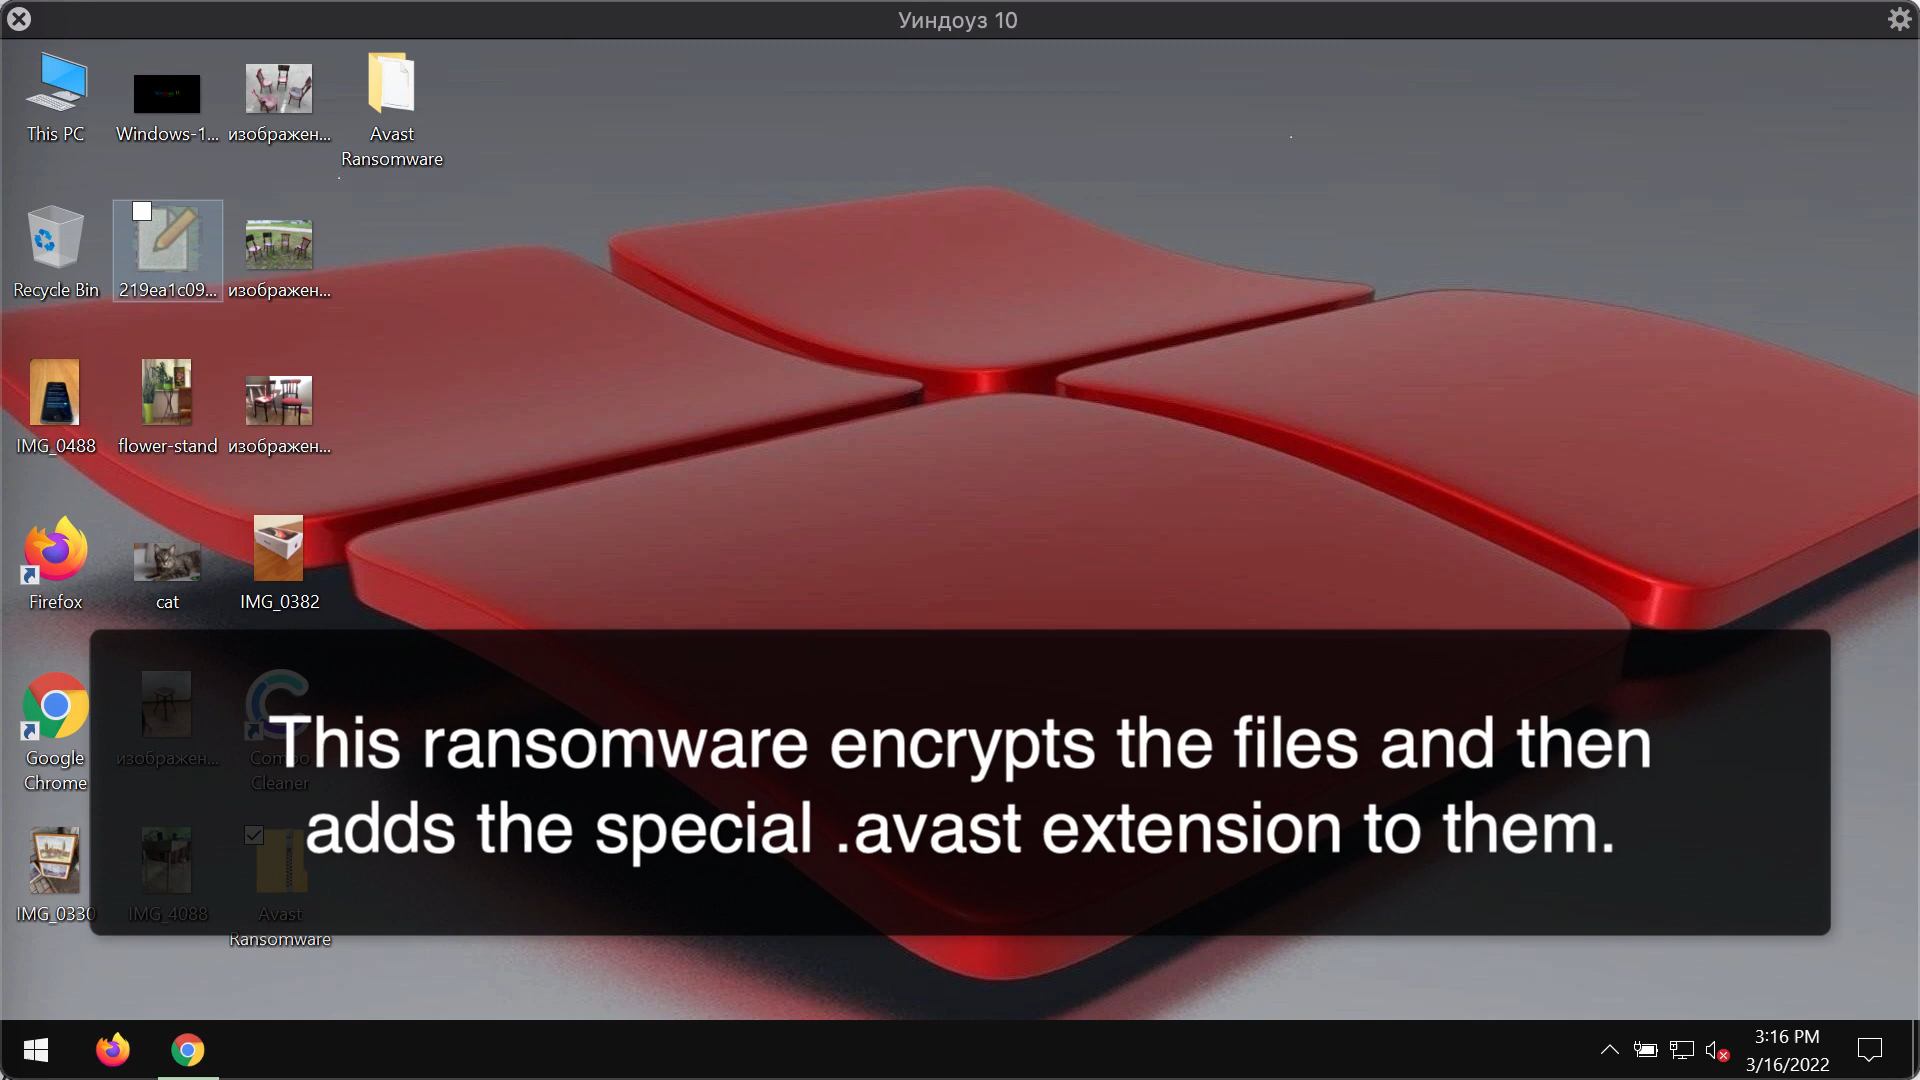 Уиндоуз 10
This PC
Windows-1...
изображен...
Avast
Ransomware
Recycle Bin
219ea1c09...
изображен...
IMG_0488
flower-stand
изображен...
Firefox
cat
IMG_0382
Google
Chrome
изображен...
Combo
Cleaner
This ransomware encrypts the files and then
adds the special .avast extension to them.
IMG_0330
IMG_4088
Avast
Ransomware
3:16 PM
3/16/2022